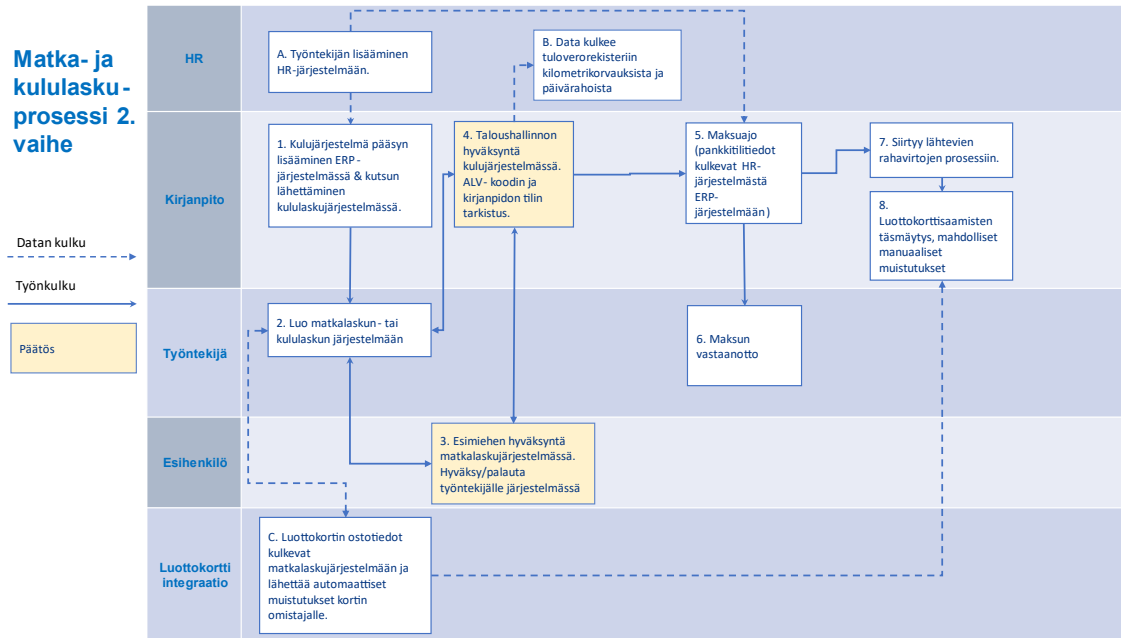 Matka- ja
kululasku-
prosessi 2.
vaihe
Datan kulku
Työnkulku
Päätös
HR
A. Työntekijän lisääminen
HR-järjestelmään.
B. Data kulkee
tuloverorekisteriin
kilometrikorvauksista ja
päivärahoista
Kirjanpito
1. Kulujärjestelmä pääsyn
lisääminen ERP -
järjestelmässä & kutsun
lähettäminen
kululaskujärjestelmässä.
4. Taloushallinnon
hyväksyntä
kulujärjestelmässä.
ALV- koodin ja
kirjanpidon tilin
tarkistus.
5. Maksuajo
(pankkitilitiedot
kulkevat HR-
järjestelmästä
ERP-
järjestelmään)
7. Siirtyy lähtevien
rahavirtojen prosessiin.
8.
Luottokorttisaamisten
täsmäytys, mahdolliset
manuaaliset
muistutukset
Työntekijä
2. Luo matkalaskun - tai
kululaskun järjestelmään
6. Maksun
vastaanotto
Esihenkilö
3. Esimiehen hyväksyntä
matkalaskujärjestelmässä.
Hyväksy/palauta
työntekijälle järjestelmässä
Luottokortti
integraatio
C. Luottokortin ostotiedot
kulkevat
matkalaskujärjestelmään ja
lähettää automaattiset
muistutukset kortin
omistajalle.